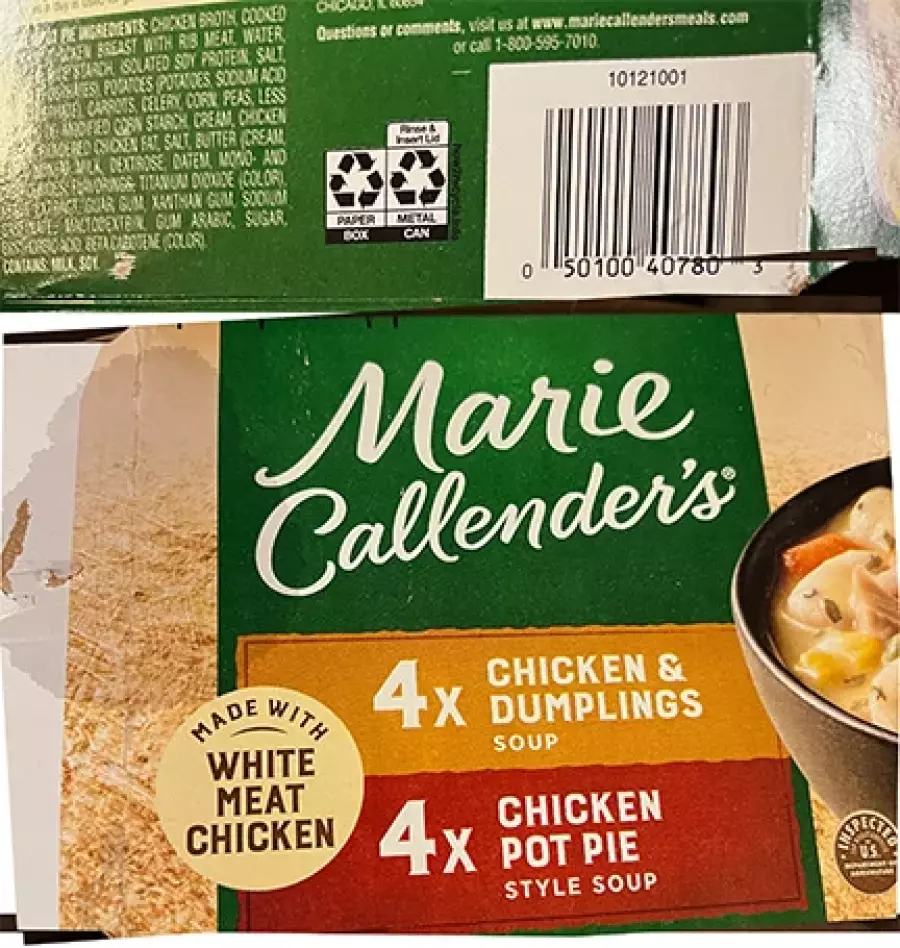 PIE INGREDIENTS: CHICKEN BROTH, COOKED
BREAST WITH RIB MEAT, WATER,
STARCH, ISOLATED SOY PROTEIN, SALT,
POTATOES (POTATOES, SODIUM ACID
CARROTS, CELERY, CORN, PEAS, LESS
MODIFIED CORN STARCH, CREAM, CHICKEN
CHICKEN FAT, SALT, BUTTER (CREAM,
MILK, DEXTROSE, DATEM, MONO- AND
TITANIUM DIOXIDE (COLOR),
GUAR GUM, XANTHAN GUM, SODIUM
GUM ARABIC, SUGAR,
BETA CAROTENE (COLOR).
CONTAINS: MILK, SOY.
CHICAGO, IL 60654
Questions or comments, visit us at www.mariecallendersmeals.com
or call 1-800-595-7010.
Rinse &
Insert Lid
PAPER METAL
BOX CAN
10121001
0 50100 40780 3
Marie
Callender's®
4x CHICKEN &
DUMPLINGS
SOUP
MADE WITH
WHITE
MEAT
CHICKEN
4x CHICKEN
POT PIE
STYLE SOUP
INSPECTED
U.S.
DEPARTMENT OF
AGRICULTURE